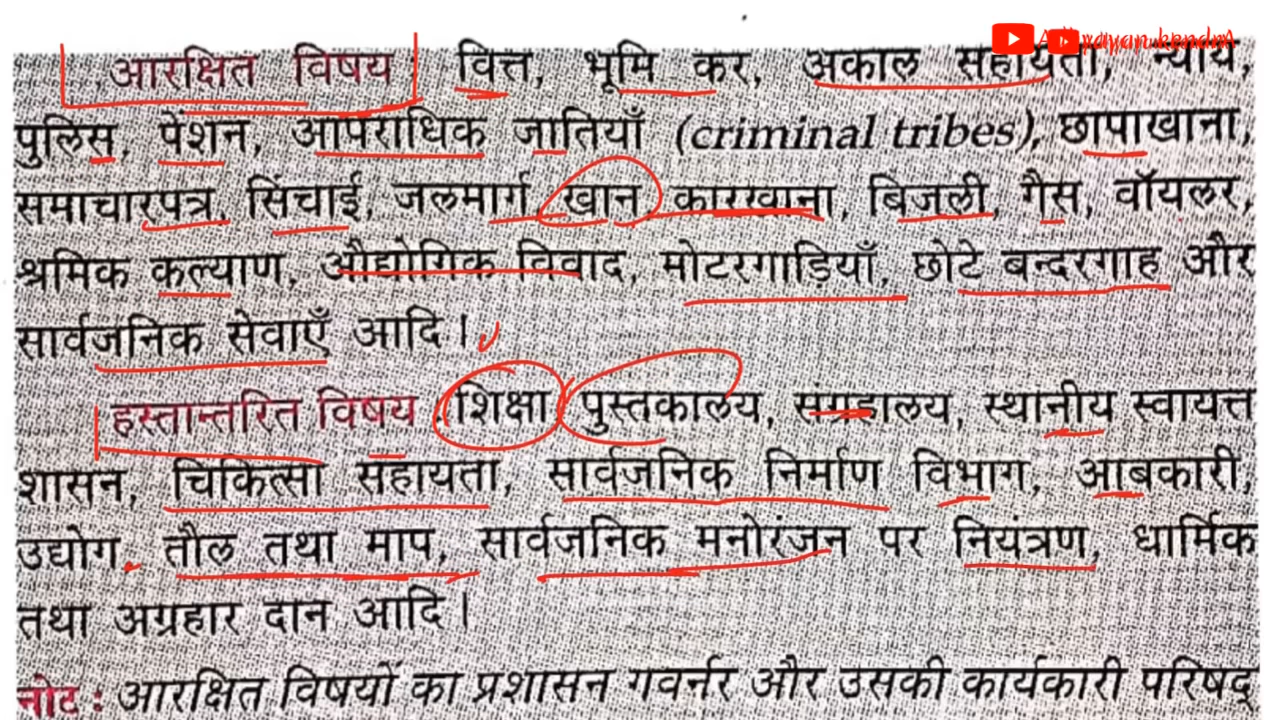 आरक्षित विषय : वित्त, भूमि कर, अकाल सहायता, न्याय,
पुलिस, पेंशन, आपराधिक जातियाँ (criminal tribes), छापाखाना,
समाचारपत्र, सिंचाई, जलमार्ग, खान, कारखाना, बिजली, गैस, वॉयलर,
श्रमिक कल्याण, औद्योगिक विवाद, मोटरगाड़ियाँ, छोटे बन्दरगाह और
सार्वजनिक सेवाएँ आदि ।
हस्तान्तरित विषय : शिक्षा, पुस्तकालय, संग्रहालय, स्थानीय स्वायत्त
शासन, चिकित्सा सहायता, सार्वजनिक निर्माण विभाग, आबकारी,
उद्योग, तौल तथा माप, सार्वजनिक मनोरंजन पर नियंत्रण, धार्मिक
तथा अग्रहार दान आदि ।
नोट : आरक्षित विषयों का प्रशासन गवर्नर और उसकी कार्यकारी परिषद्